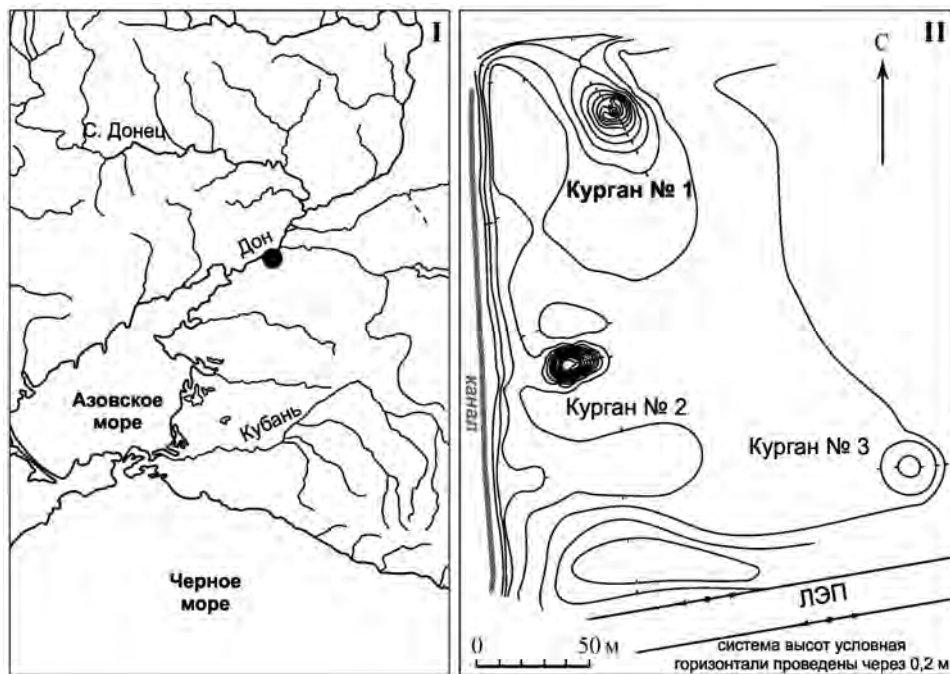 I
С. Донец
Дон
Азовское
море
Кубань
Черное
море
II
С
Курган № 1
канал
Курган № 2
Курган № 3
ЛЭП
0 50 м
система высот условная
горизонтали проведены через 0,2 м